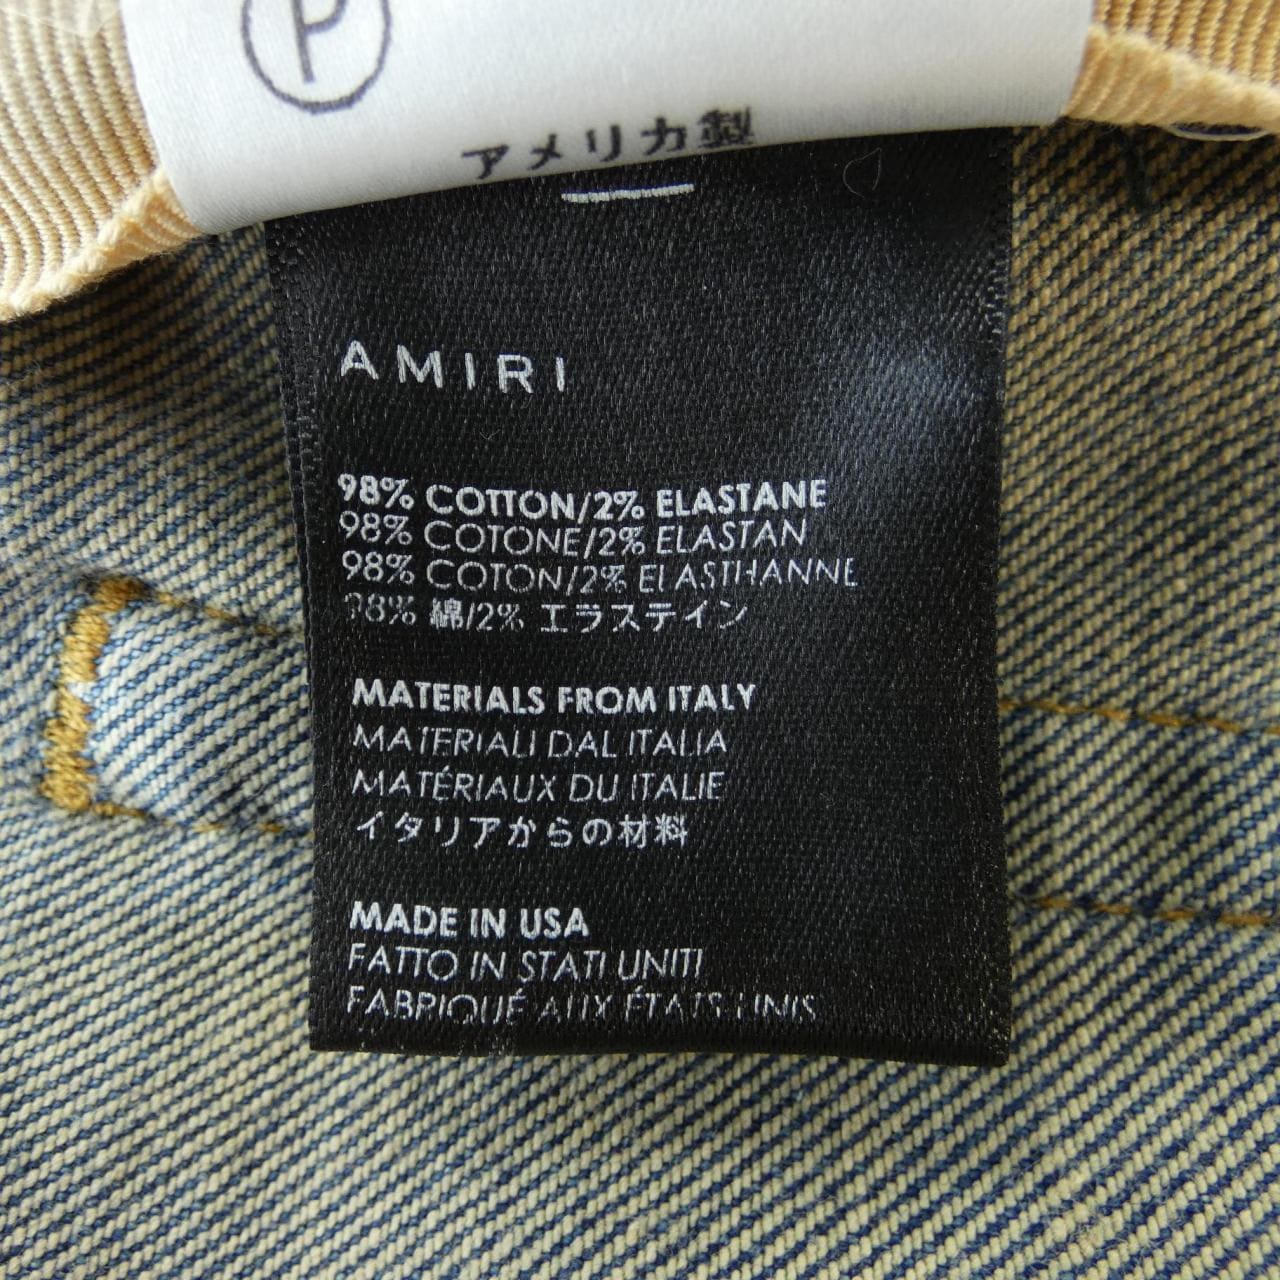 P
アメリカ製
AMIRI
98% COTTON/2% ELASTANE
98% COTONE/2% ELASTAN
98% COTON/2% ELASTHANNE
98% 綿/2% エラステイン
MATERIALS FROM ITALY
MATERIALI DAL ITALIA
MATÉRIAUX DU ITALIE
イタリアからの材料
MADE IN USA
FATTO IN STATI UNITI
FABRIQUÉ AUX ÉTATS UNIS